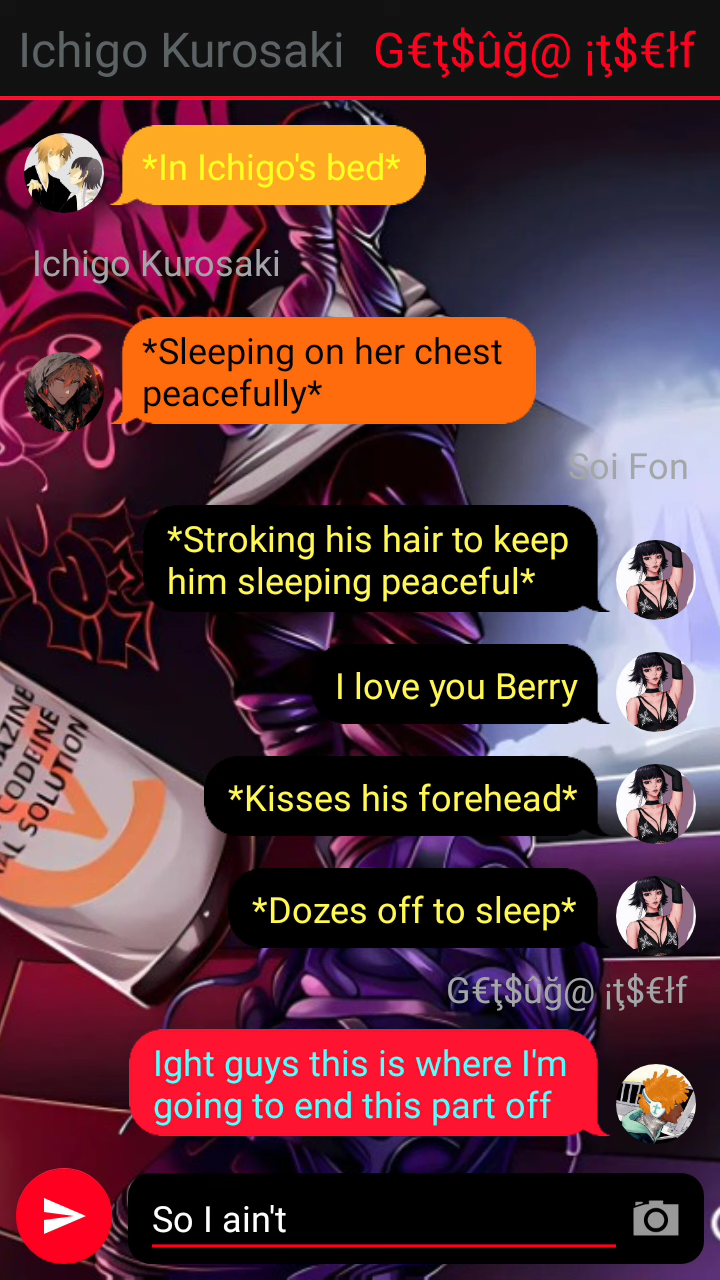 Ichigo Kurosaki G€ţ$ûğ@ ¡ţ$€łf
*In Ichigo's bed*
Ichigo Kurosaki
*Sleeping on her chest
peacefully*
Soi Fon
*Stroking his hair to keep
him sleeping peaceful*
I love you Berry
*Kisses his forehead*
*Dozes off to sleep*
CODEINE
SOLUTION
G€ţ$ûğ@ ¡ţ$€łf
Ight guys this is where I'm
going to end this part off
So I ain't